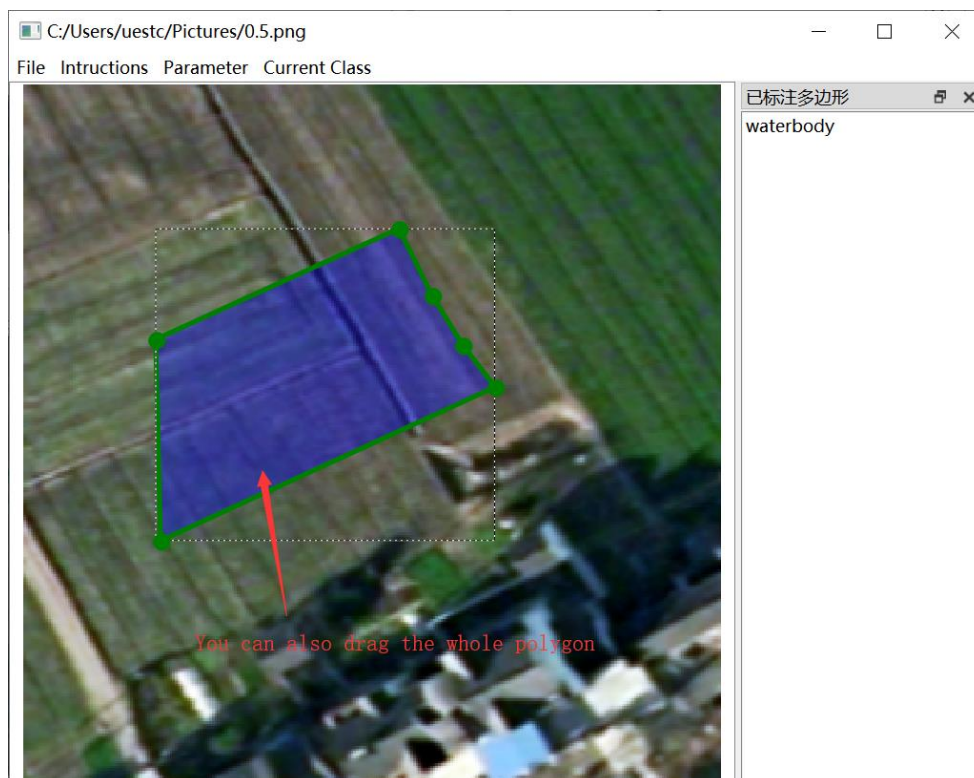 C:/Users/uestc/Pictures/0.5.png
File Intructions Parameter Current Class
已标注多边形
waterbody
You can also drag the whole polygon